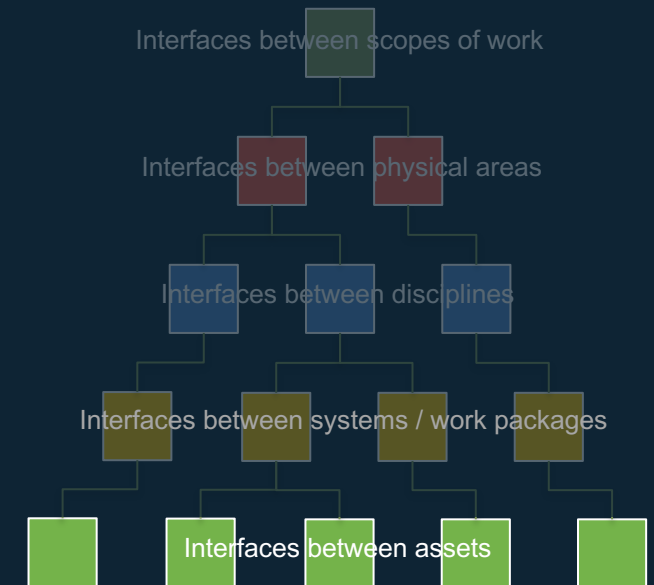 Interfaces between scopes of work
Interfaces between physical areas
Interfaces between disciplines
Interfaces between systems / work packages
Interfaces between assets